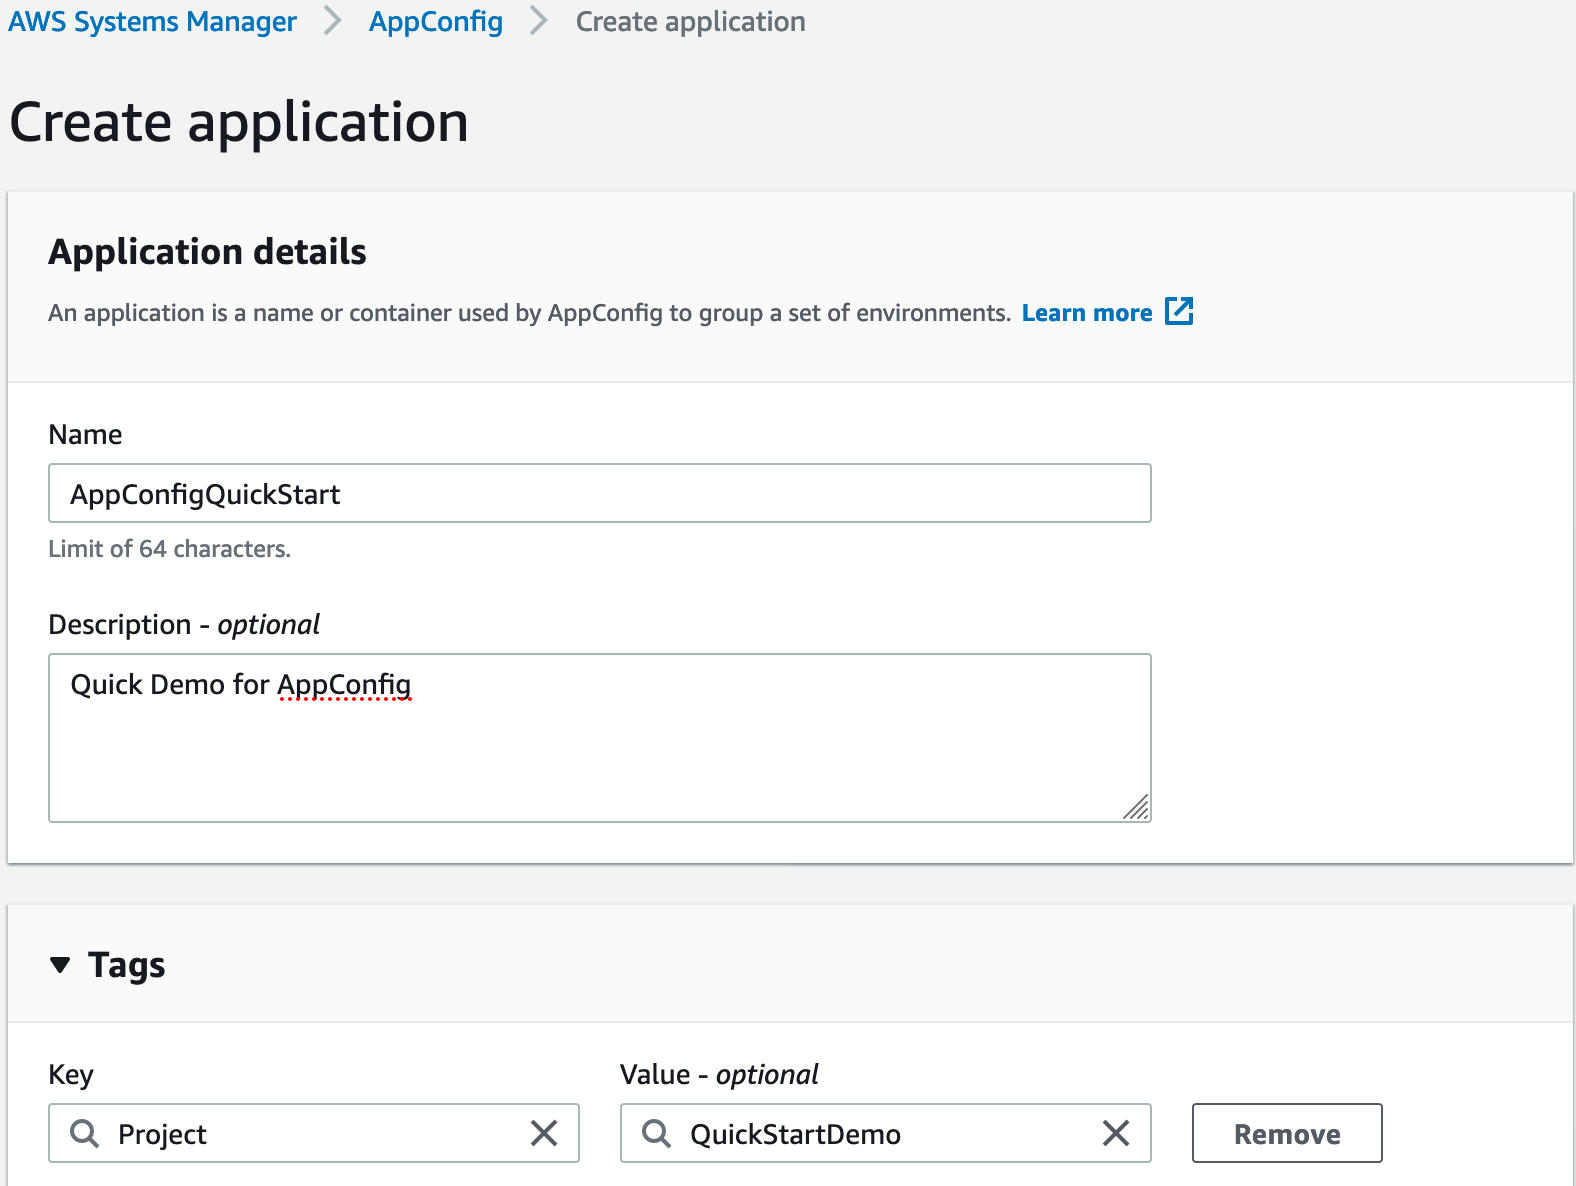 AWS Systems Manager > AppConfig > Create application
Create application
Application details
An application is a name or container used by AppConfig to group a set of environments. Learn more
Name
AppConfigQuickStart
Limit of 64 characters.
Description - optional
Quick Demo for AppConfig
Tags
Key Value - optional
Project QuickStartDemo Remove